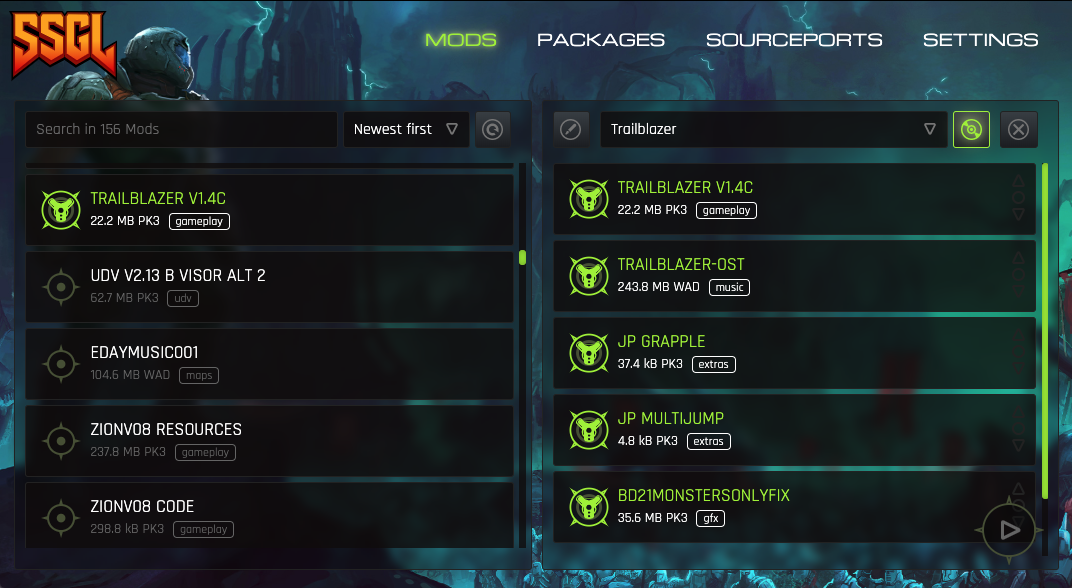 SSGL
MODS PACKAGES SOURCEPORTS SETTINGS
Search in 156 Mods
Newest first
TRAILBLAZER V1.4C
22.2 MB PK3 gameplay
UDV V2.13 B VISOR ALT 2
62.7 MB PK3 udv
EDAYMUSIC001
104.6 MB WAD maps
ZIONV08 RESOURCES
237.8 MB PK3 gameplay
ZIONV08 CODE
298.8 kB PK3 gameplay
Trailblazer
TRAILBLAZER V1.4C
22.2 MB PK3 gameplay
TRAILBLAZER-OST
243.8 MB WAD music
JP GRAPPLE
37.4 kB PK3 extras
JP MULTIJUMP
4.8 kB PK3 extras
BD21MONSTERSONLYFIX
35.6 MB PK3 gfx